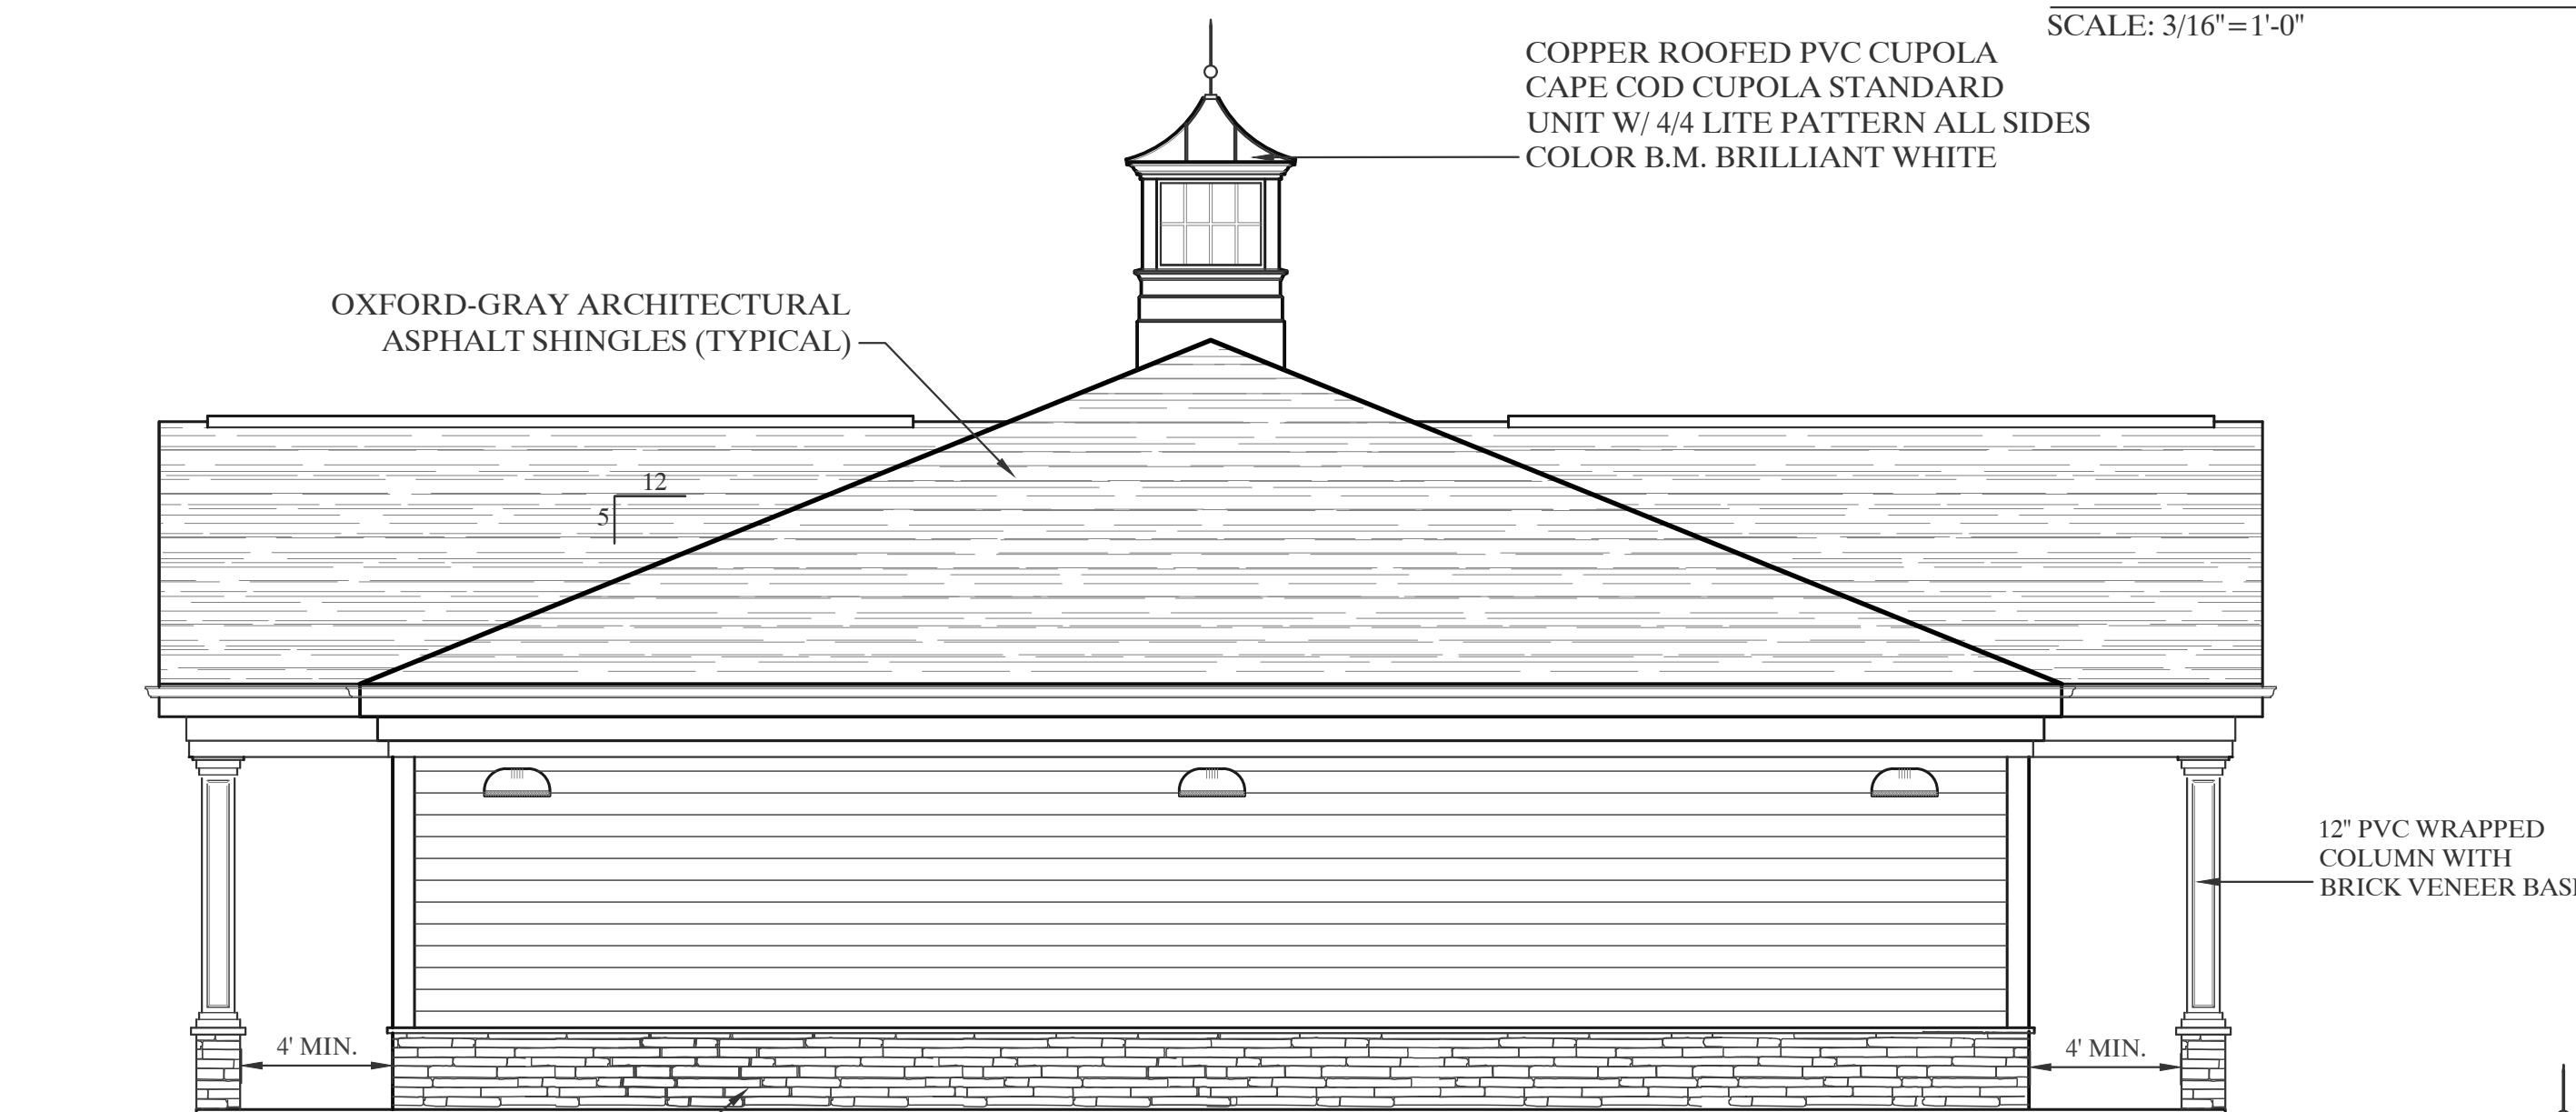 SCALE: 3/16"=1'-0"
COPPER ROOFED PVC CUPOLA
CAPE COD CUPOLA STANDARD
UNIT W/ 4/4 LITE PATTERN ALL SIDES
COLOR B.M. BRILLIANT WHITE
OXFORD-GRAY ARCHITECTURAL
ASPHALT SHINGLES (TYPICAL)
12
5
12" PVC WRAPPED
COLUMN WITH
BRICK VENEER BASE
4' MIN.
4' MIN.